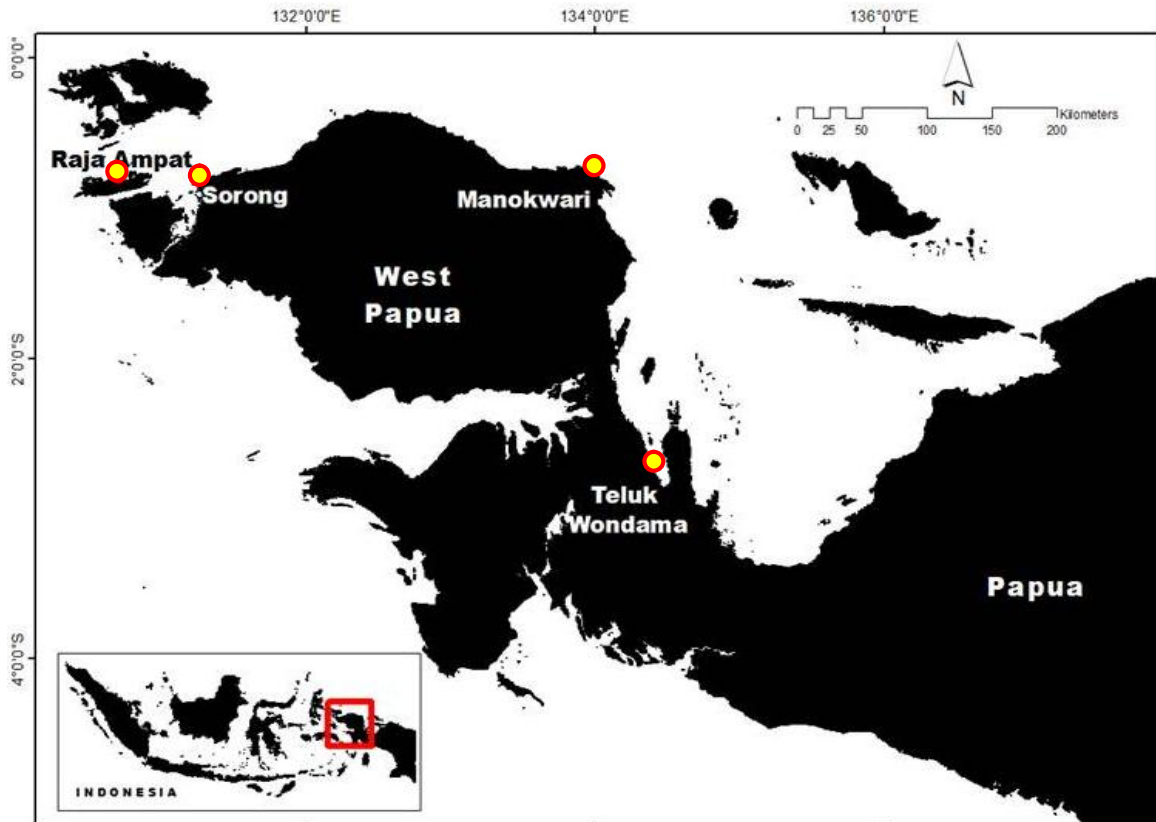 132°0'0"E
134°0'0"E
136°0'0"E
0°0'0"
2°0'0"S
4°0'0"S
N
Kilometers
0 25 50 100 150 200
Raja Ampat
Sorong
Manokwari
West
Papua
Teluk
Wondama
Papua
INDONESIA